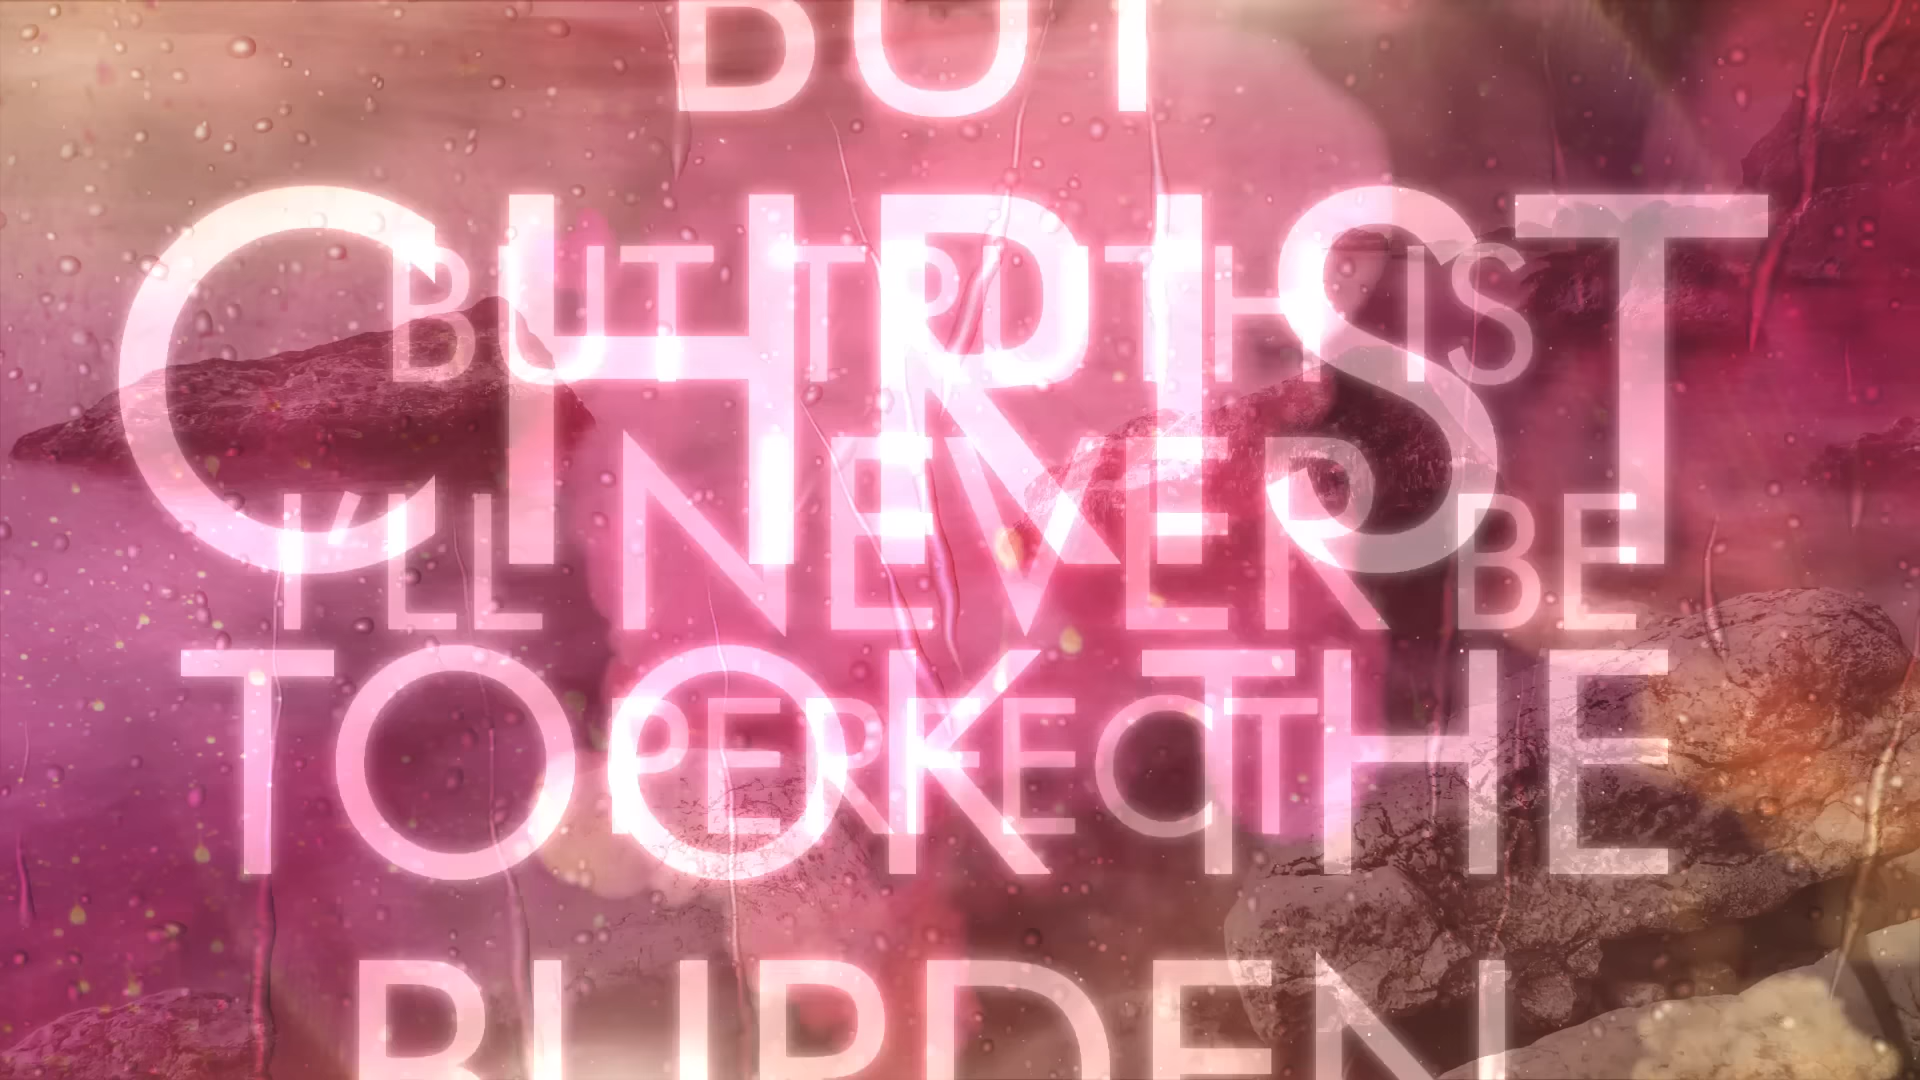 BUT
CHRIST
TOOK THE
BURDEN
BUT TRUTH IS
I'LL NEVER BE
PERFECT